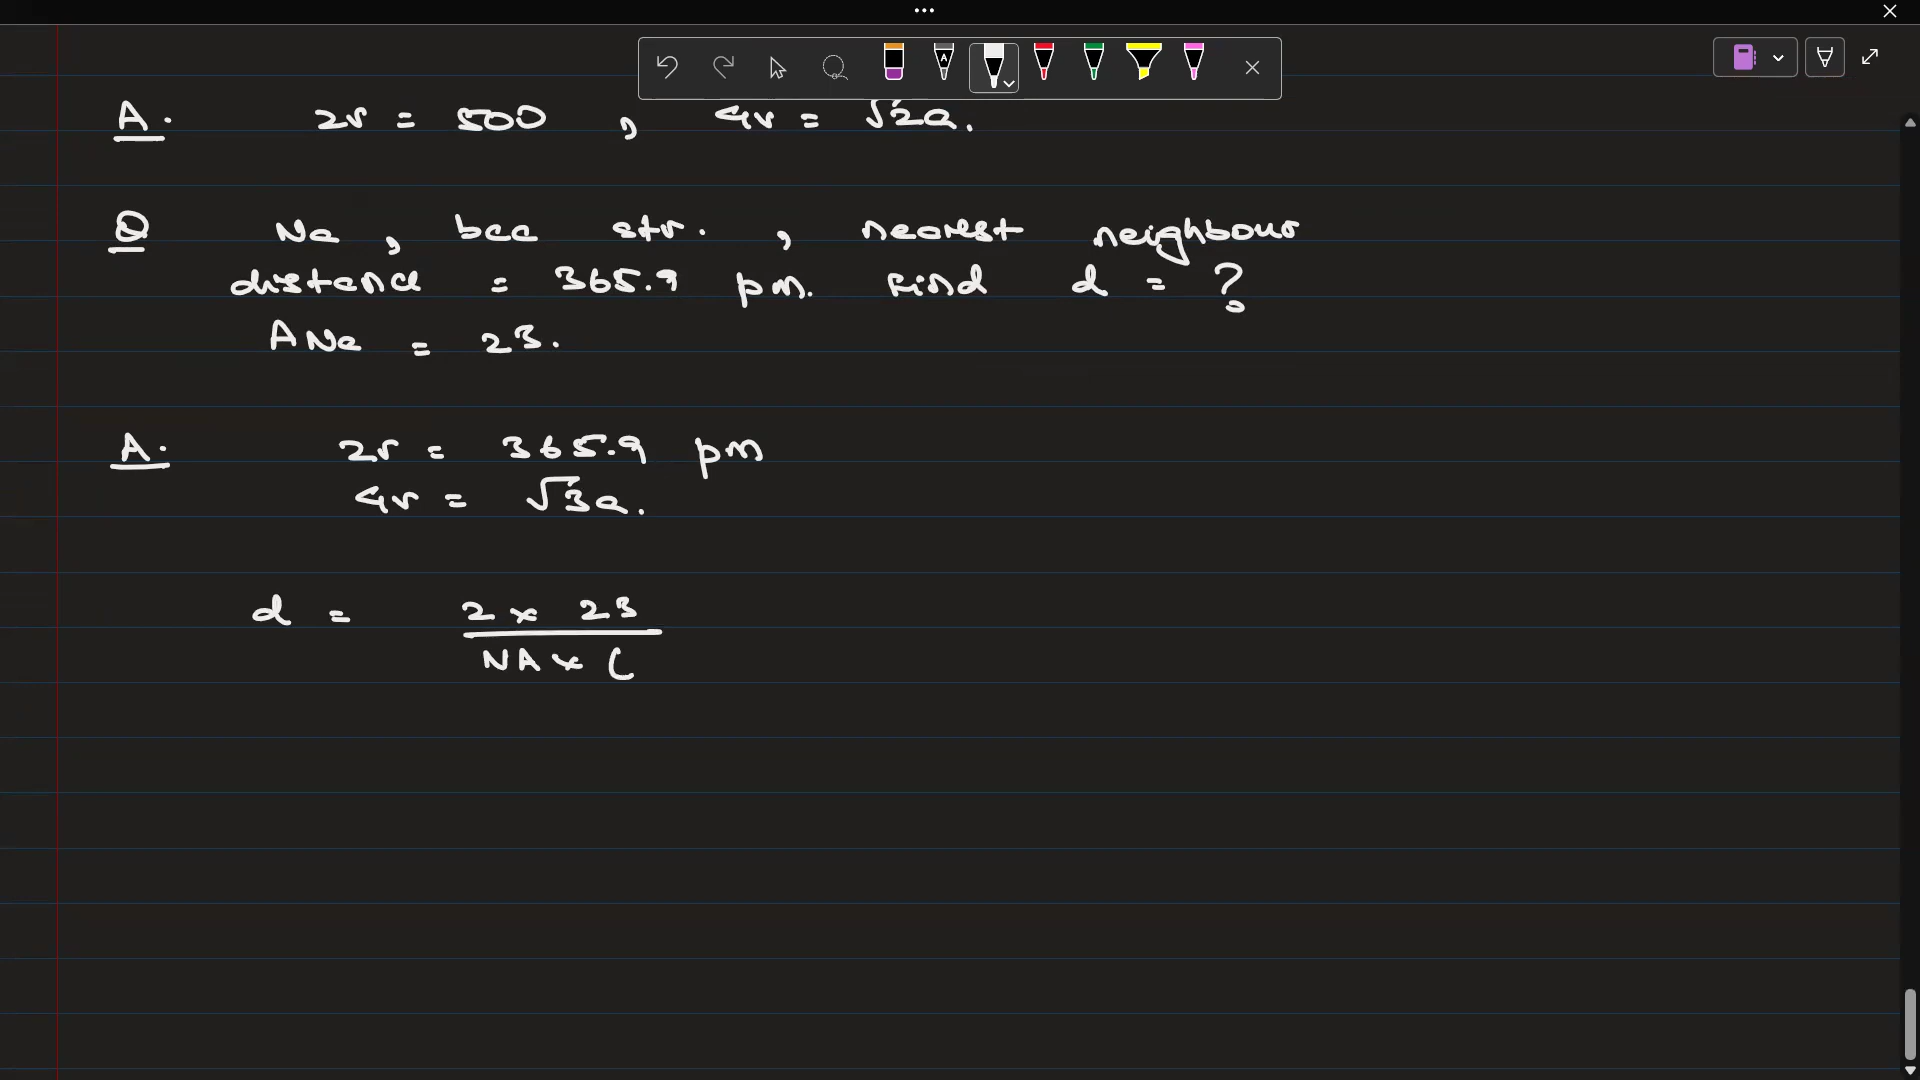 A. 2r = 500 , 4r = √2a.
Q Na , bcc str. , nearest neighbour
distance = 365.9 pm. Find d = ?
A Na = 23.
A. 2r = 365.9 pm
4r = √3a.
d = 2 × 23
NA × (